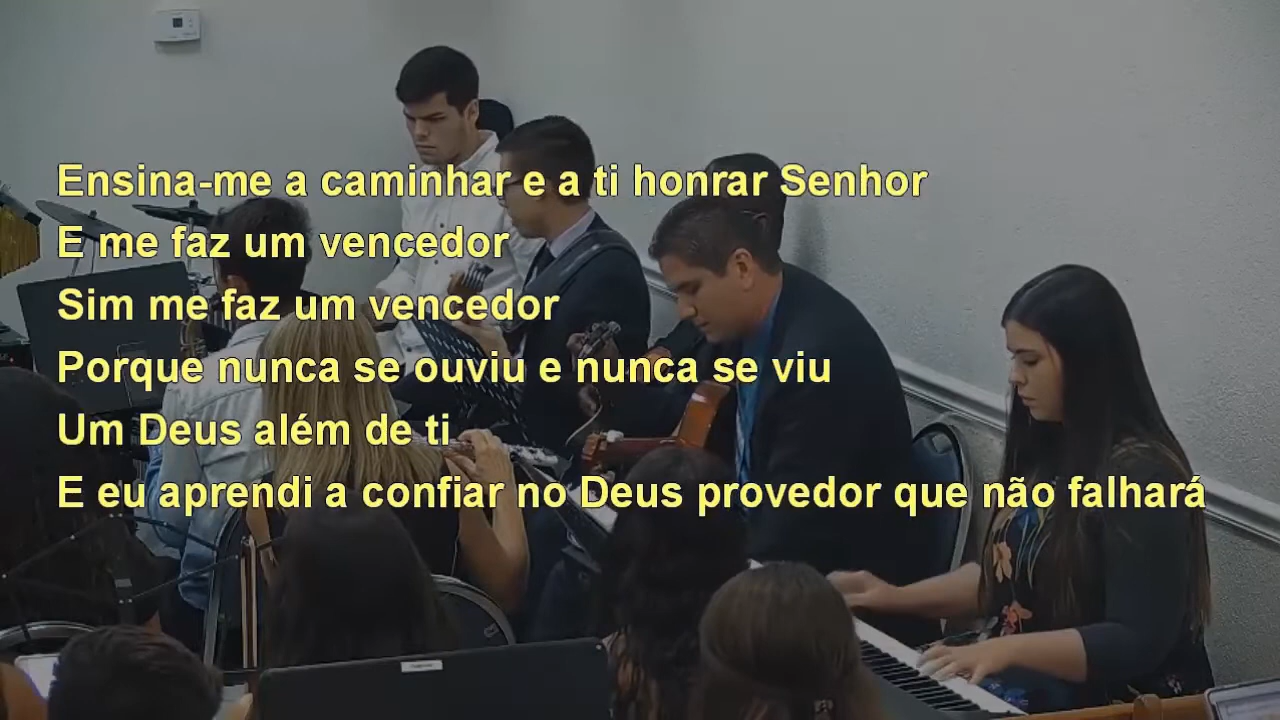 Ensina-me a caminhar e a ti honrar Senhor
E me faz um vencedor
Sim me faz um vencedor
Porque nunca se ouviu e nunca se viu
Um Deus além de ti
E eu aprendi a confiar no Deus provedor que não falhará